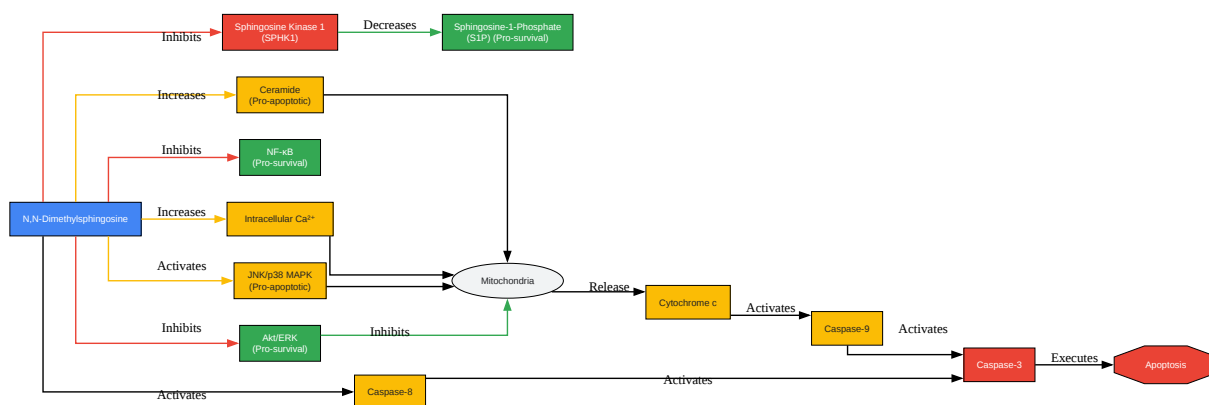 Sphingosine Kinase 1
(SPHK1)
Decreases
Sphingosine-1-Phosphate
(S1P) (Pro-survival)
Inhibits
Ceramide
(Pro-apoptotic)
Increases
NF-κB
(Pro-survival)
Inhibits
N,N-Dimethylsphingosine
Increases
Intracellular Ca²⁺
Activates
JNK/p38 MAPK
(Pro-apoptotic)
Mitochondria
Release
Cytochrome c
Activates
Caspase-9
Activates
Inhibits
Akt/ERK
(Pro-survival)
Inhibits
Caspase-3
Executes
Apoptosis
Activates
Caspase-8
Activates